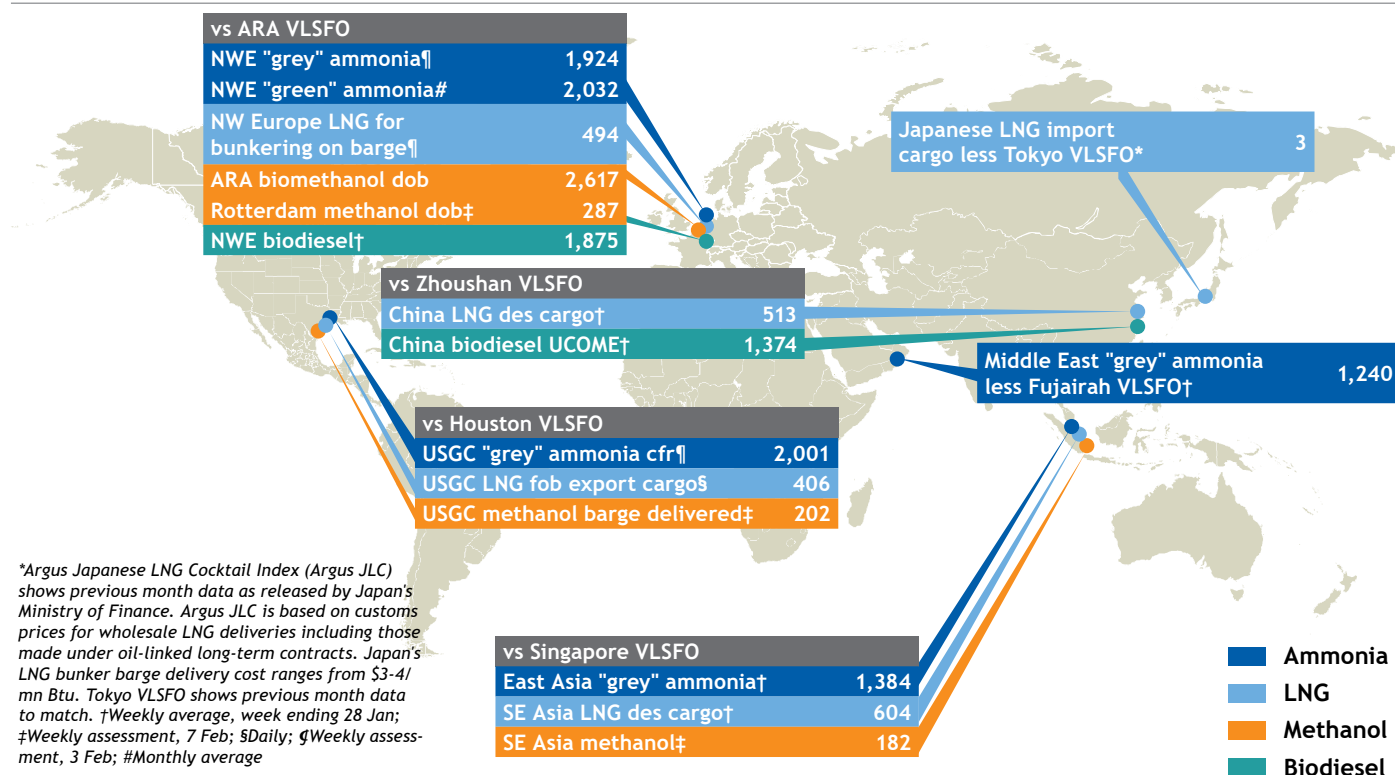 vs ARA VLSFO
NWE "grey" ammonia¶ 1,924
NWE "green" ammonia# 2,032
NW Europe LNG for
bunkering on barge¶ 494
ARA biomethanol dob 2,617
Rotterdam methanol dob‡ 287
NWE biodiesel† 1,875
Japanese LNG import
cargo less Tokyo VLSFO* 3
vs Zhoushan VLSFO
China LNG des cargo† 513
China biodiesel UCOME† 1,374
Middle East "grey" ammonia
less Fujairah VLSFO† 1,240
vs Houston VLSFO
USGC "grey" ammonia cfr¶ 2,001
USGC LNG fob export cargo§ 406
USGC methanol barge delivered‡ 202
vs Singapore VLSFO
East Asia "grey" ammonia† 1,384
SE Asia LNG des cargo† 604
SE Asia methanol‡ 182
*Argus Japanese LNG Cocktail Index (Argus JLC)
shows previous month data as released by Japan's
Ministry of Finance. Argus JLC is based on customs
prices for wholesale LNG deliveries including those
made under oil-linked long-term contracts. Japan's
LNG bunker barge delivery cost ranges from $3-4/
mn Btu. Tokyo VLSFO shows previous month data
to match. †Weekly average, week ending 28 Jan;
‡Weekly assessment, 7 Feb; §Daily; ¶Weekly assess-
ment, 3 Feb; #Monthly average
Ammonia
LNG
Methanol
Biodiesel